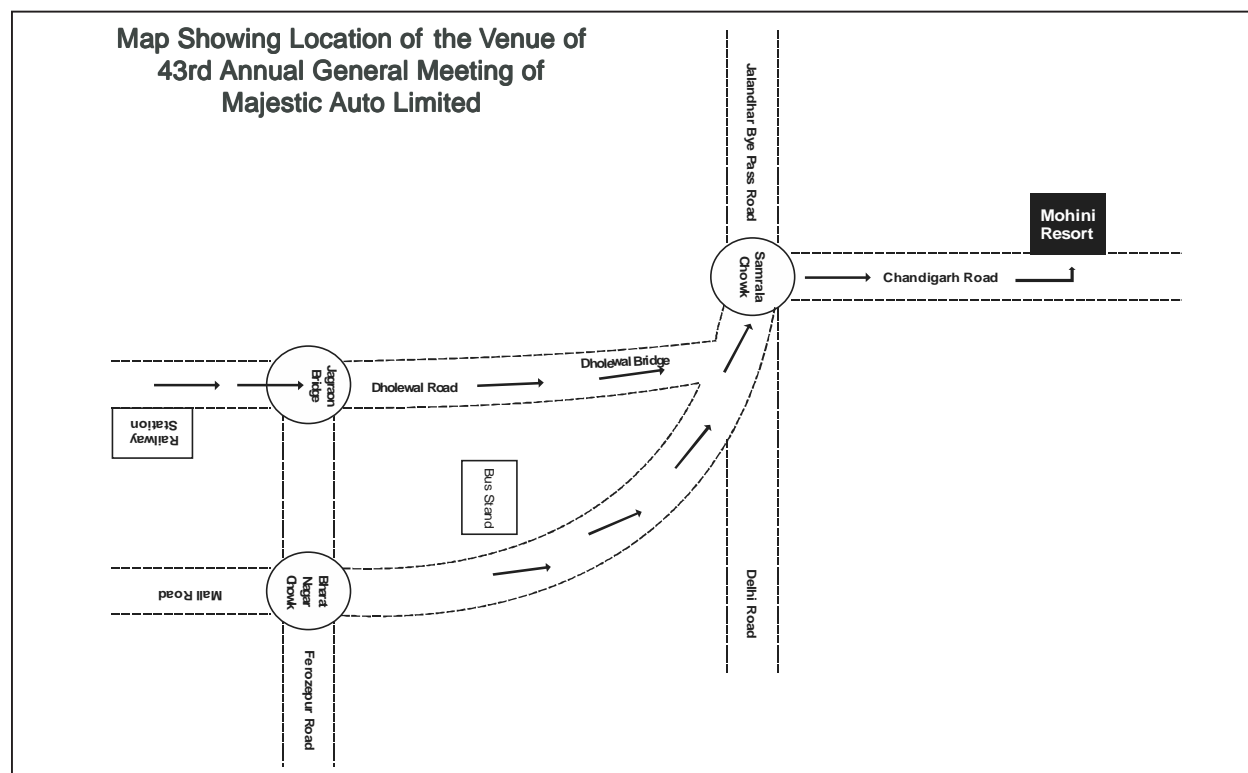 Map Showing Location of the Venue of
43rd Annual General Meeting of
Majestic Auto Limited
Jalandhar Bye Pass Road
Mohini
Resort
Samrala
Chowk
Chandigarh Road
Jagraon
Bridge
Dholewal Road
Dholewal Bridge
Railway
Station
Bus Stand
Bharat
Nagar
Chowk
Mall Road
Delhi Road
Ferozepur Road